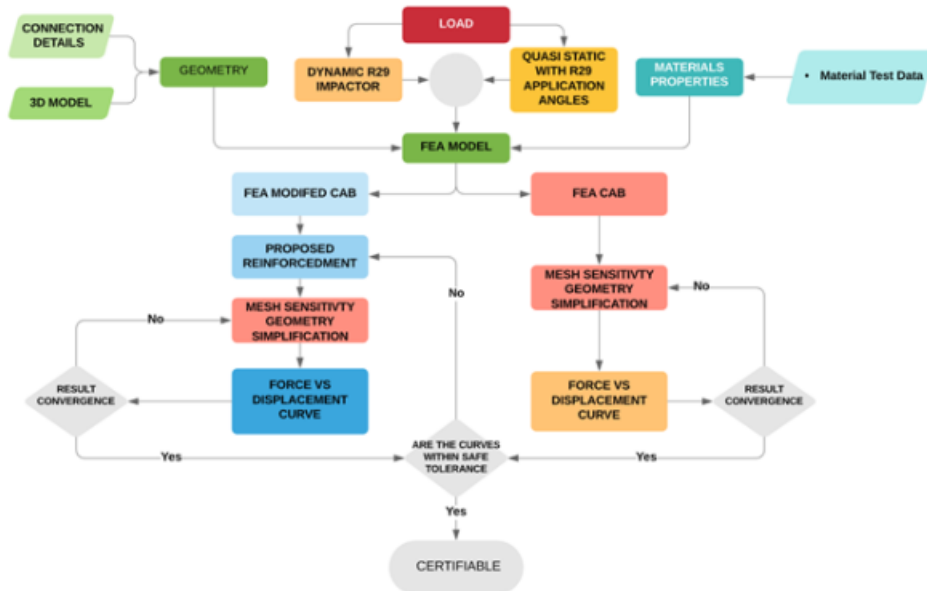 CONNECTION
DETAILS
3D MODEL
GEOMETRY
LOAD
DYNAMIC R29
IMPACTOR
QUASI STATIC
WITH R29
APPLICATION
ANGLES
MATERIALS
PROPERTIES
• Material Test Data
FEA MODEL
FEA MODIFED CAB
FEA CAB
PROPOSED
REINFORCEDMENT
MESH SENSITIVTY
GEOMETRY
SIMPLIFICATION
No
No
MESH SENSITIVTY
GEOMETRY
SIMPLIFICATION
No
RESULT
CONVERGENCE
FORCE VS
DISPLACEMENT
CURVE
FORCE VS
DISPLACEMENT
CURVE
RESULT
CONVERGENCE
Yes
ARE THE CURVES
WITHIN SAFE
TOLERANCE
Yes
Yes
CERTIFIABLE